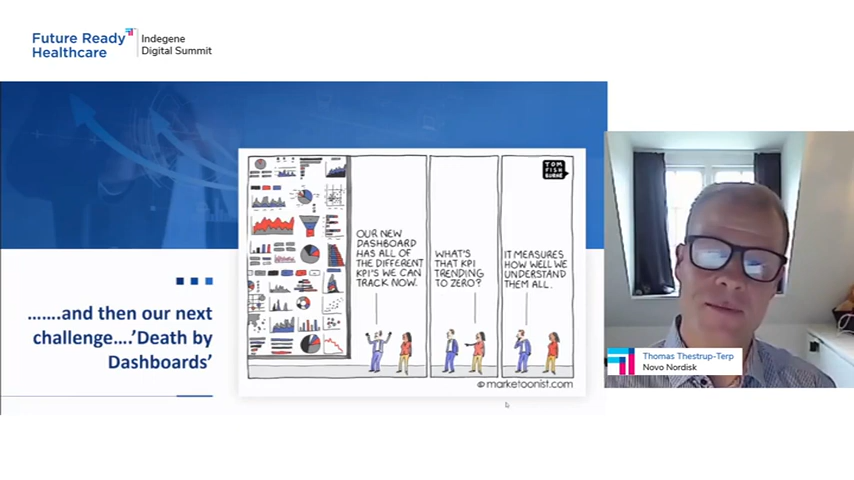 Future Ready
Healthcare
Indegene
Digital Summit
…….and then our next
challenge….’Death by
Dashboards’
OUR NEW
DASHBOARD
HAS ALL OF
THE DIFFERENT
KPI'S WE CAN
TRACK NOW.
WHAT'S
THAT KPI
TRENDING
TO ZERO?
TOM
FISH
BURNE
IT MEASURES
HOW WELL WE
UNDERSTAND
THEM ALL.
© marketoonist.com
Thomas Thestrup-Terp
Novo Nordisk